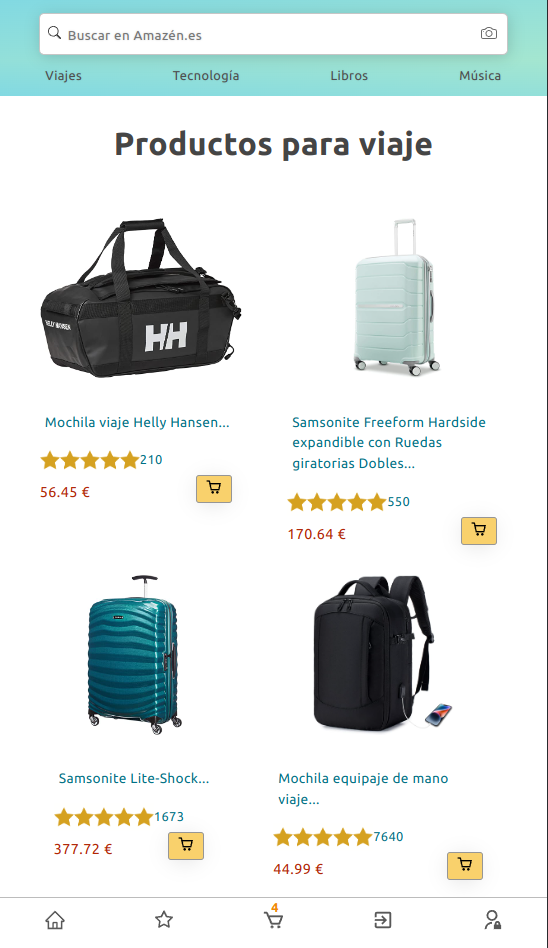 Buscar en Amazén.es
Viajes Tecnología Libros Música
Productos para viaje
HELLY HANSEN
HH
Mochila viaje Helly Hansen...
210
56.45 €
Samsonite Freeform Hardside
expandible con Ruedas
giratorias Dobles...
550
170.64 €
Samsonite Lite-Shock...
1673
377.72 €
Mochila equipaje de mano
viaje...
7640
44.99 €
4